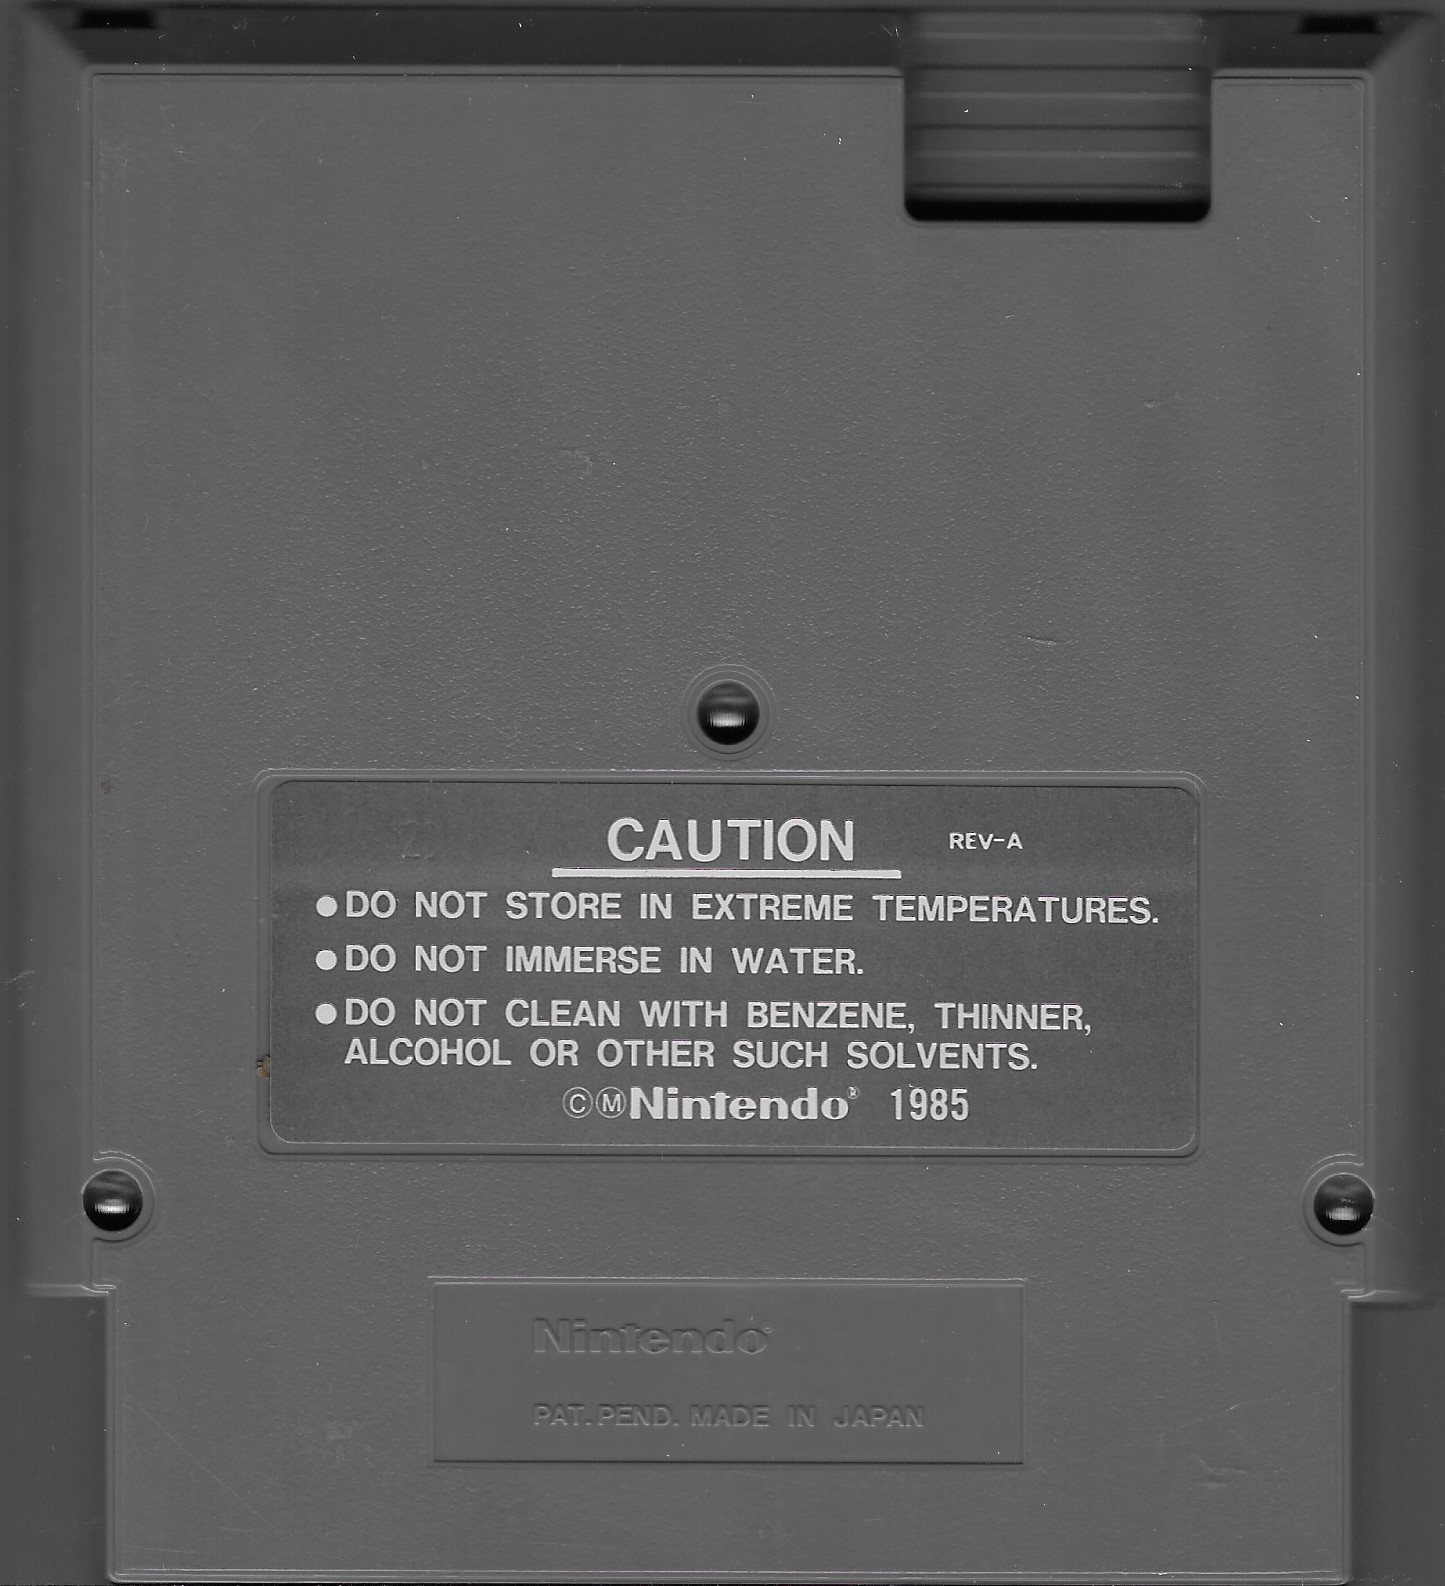 CAUTION REV-A
●DO NOT STORE IN EXTREME TEMPERATURES.
●DO NOT IMMERSE IN WATER.
●DO NOT CLEAN WITH BENZENE, THINNER,
ALCOHOL OR OTHER SUCH SOLVENTS.
©ⓂNintendo® 1985
Nintendo®
PAT. PEND. MADE IN JAPAN